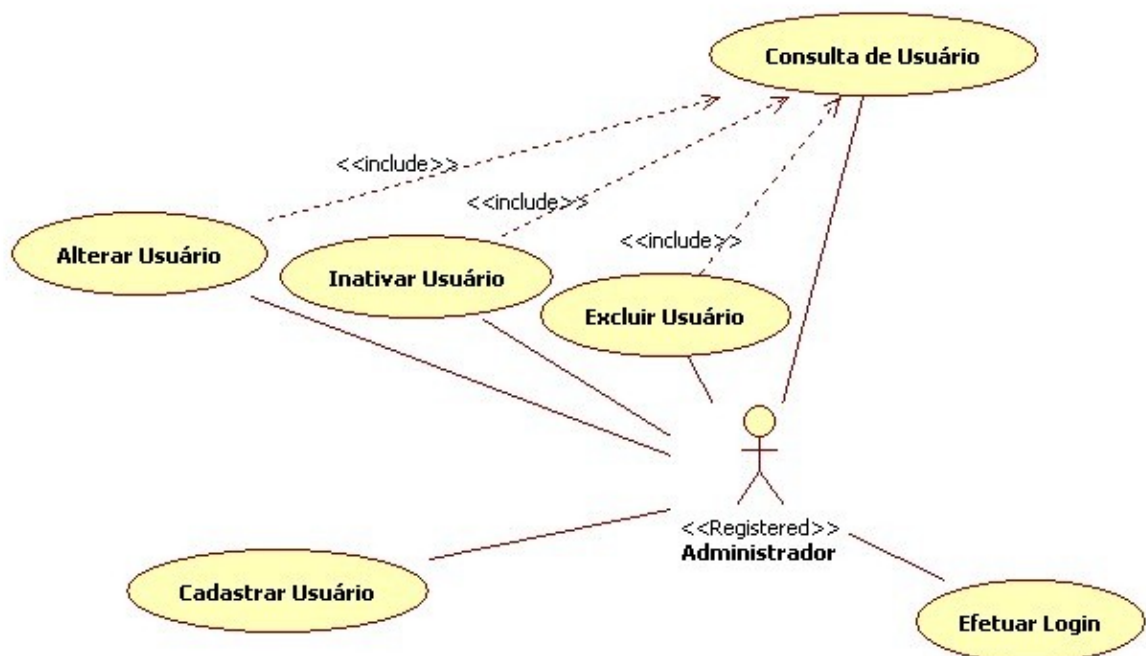 Consulta de Usuário
<<include>>
<<include>>
<<include>>
Alterar Usuário
Inativar Usuário
Excluir Usuário
<<Registered>>
Administrador
Cadastrar Usuário
Efetuar Login